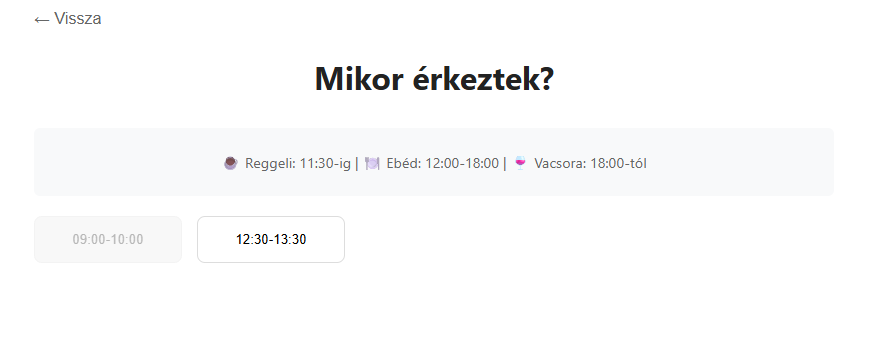 ← Vissza
Mikor érkeztek?
☕ Reggeli: 11:30-ig | 🍽️ Ebéd: 12:00-18:00 | 🍷 Vacsora: 18:00-tól
09:00-10:00 12:30-13:30